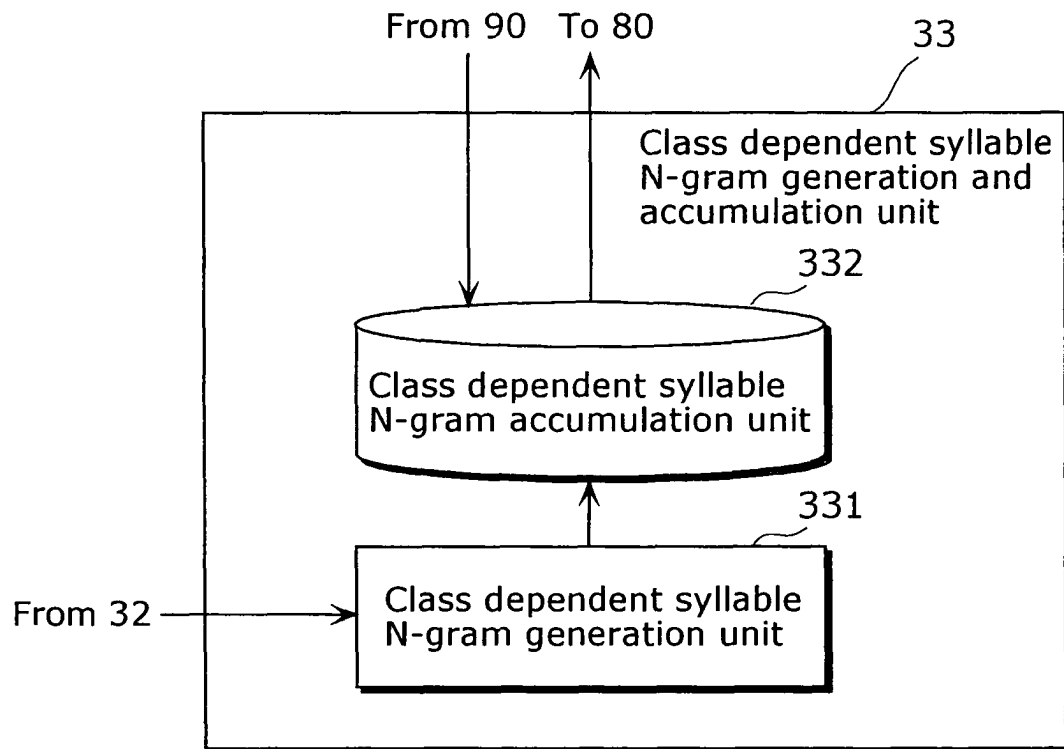 From 90 To 80
33
Class dependent syllable
N-gram generation and
accumulation unit
332
Class dependent syllable
N-gram accumulation unit
331
Class dependent syllable
N-gram generation unit
From 32